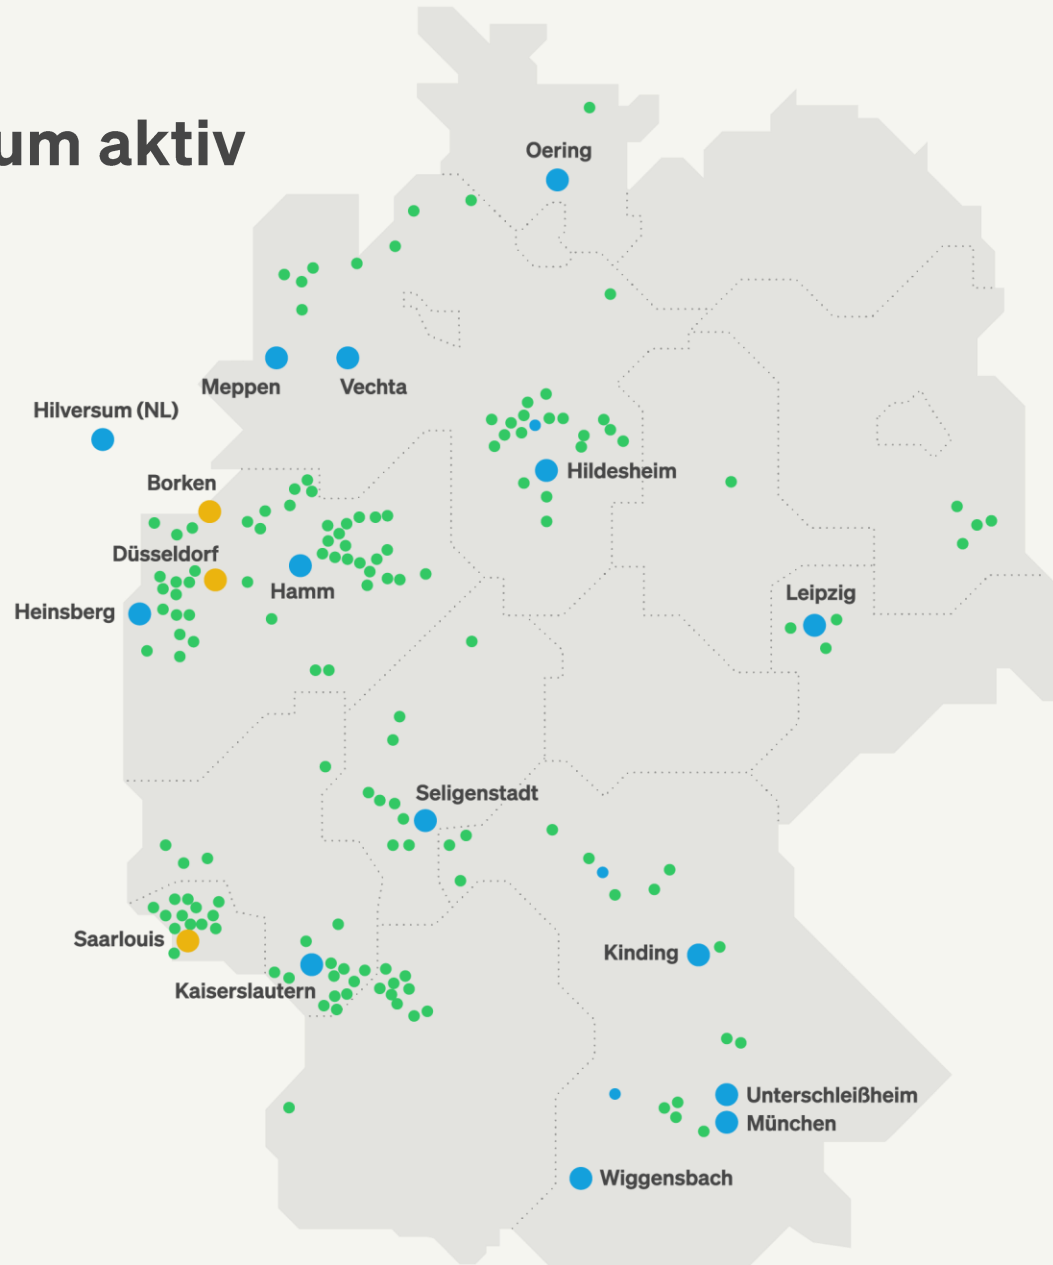 um aktiv
Oering
Meppen
Vechta
Hilversum (NL)
Hildesheim
Borken
Düsseldorf
Hamm
Leipzig
Heinsberg
Seligenstadt
Saarlouis
Kinding
Kaiserslautern
Unterschleißheim
München
Wiggensbach